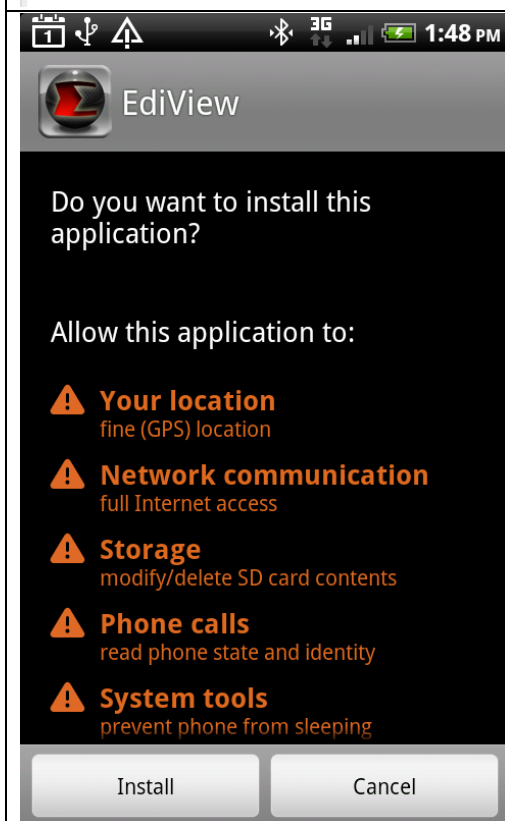 1
3G
1:48 PM
EdiView
Do you want to install this
application?
Allow this application to:
Your location
fine (GPS) location
Network communication
full Internet access
Storage
modify/delete SD card contents
Phone calls
read phone state and identity
System tools
prevent phone from sleeping
Install
Cancel